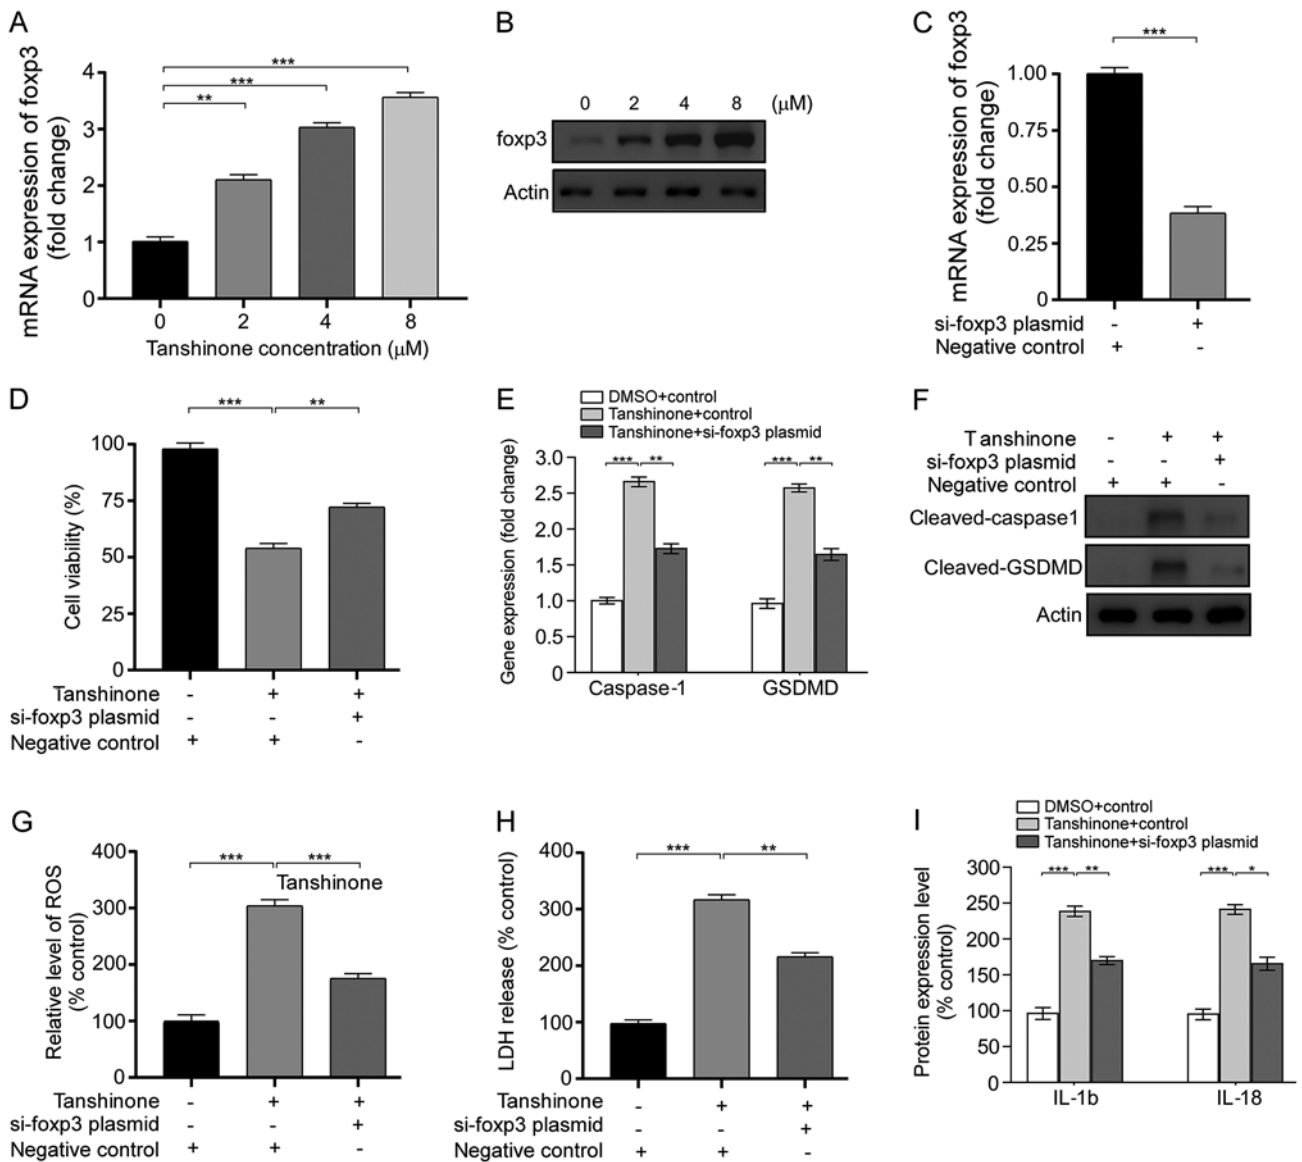 A
mRNA expression of foxp3
(fold change)
4
3
2
1
0
***
***
**
0 2 4 8
Tanshinone concentration (μM)
B
0 2 4 8 (μM)
foxp3
Actin
C
mRNA expression of foxp3
(fold change)
1.00
0.75
0.50
0.25
0
***
si-foxp3 plasmid - +
Negative control + -
D
Cell viability (%)
100
75
50
25
0
*** **
Tanshinone - + +
si-foxp3 plasmid - - +
Negative control + + -
E
DMSO+control
Tanshinone+control
Tanshinone+si-foxp3 plasmid
Gene expression (fold change)
3.0
2.5
2.0
1.5
1.0
0.5
0
*** ** *** **
Caspase-1 GSDMD
F
Tanshinone - + +
si-foxp3 plasmid - - +
Negative control + + -
Cleaved-caspase1
Cleaved-GSDMD
Actin
G
Relative level of ROS
(% control)
400
300
200
100
0
*** ***
Tanshinone
Tanshinone - + +
si-foxp3 plasmid - - +
Negative control + + -
H
LDH release (% control)
400
300
200
100
0
*** **
Tanshinone - + +
si-foxp3 plasmid - - +
Negative control + + -
I
DMSO+control
Tanshinone+control
Tanshinone+si-foxp3 plasmid
Protein expression level
(% control)
300
250
200
150
100
50
0
*** ** *** *
IL-1b IL-18